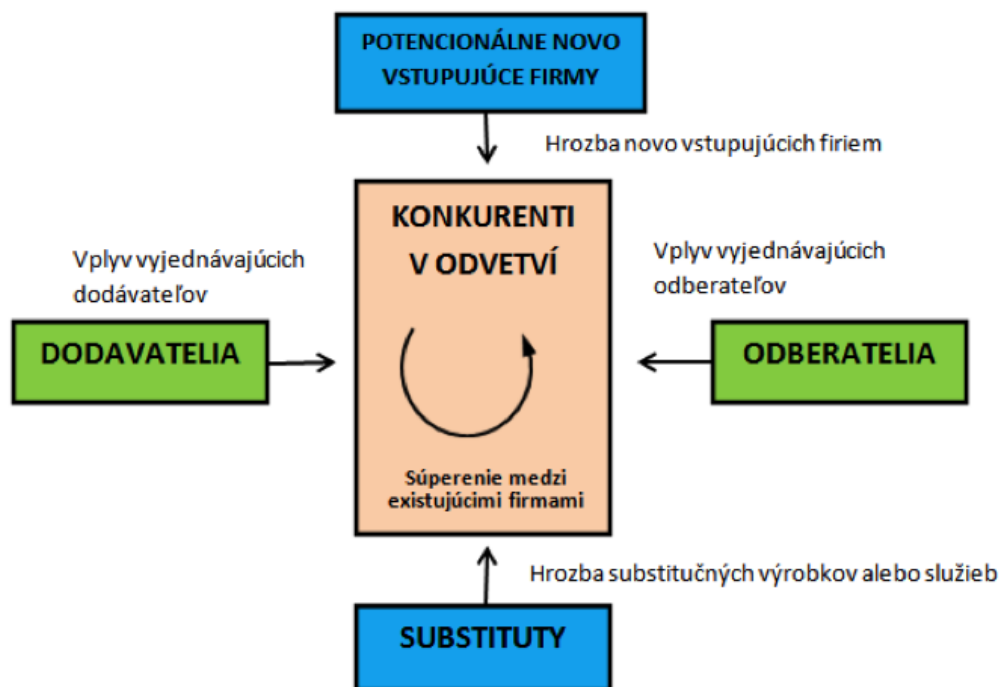 POTENCIONÁLNE NOVO
VSTUPUJÚCE FIRMY
Hrozba novo vstupujúcich firiem
KONKURENTI
V ODVETVÍ
Vplyv vyjednávajúcich
dodávateľov
Vplyv vyjednávajúcich
odberateľov
DODAVATELIA
ODBERATELIA
Súperenie medzi
existujúcimi firmami
Hrozba substitučných výrobkov alebo služieb
SUBSTITUTY